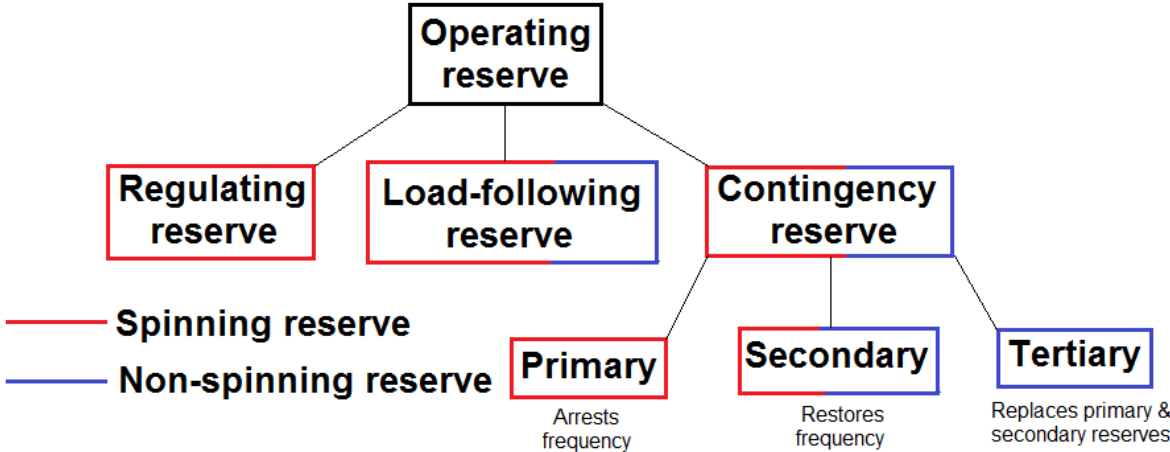 Operating
reserve
Regulating
reserve
Load-following
reserve
Contingency
reserve
Spinning reserve
Non-spinning reserve
Primary
Arrests
frequency
Secondary
Restores
frequency
Tertiary
Replaces primary &
secondary reserves